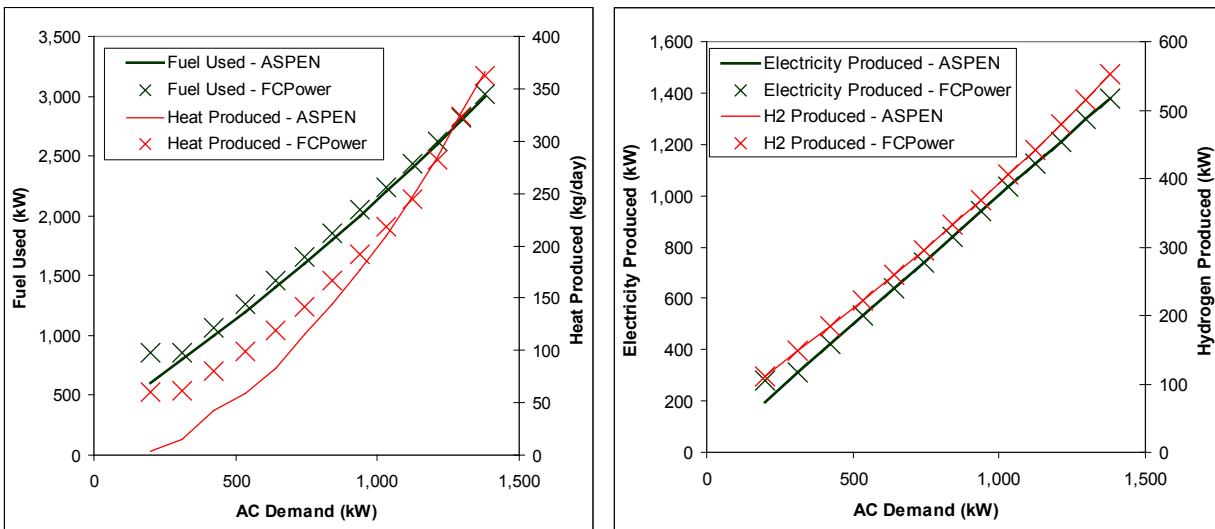 3,500
3,000
2,500
2,000
1,500
1,000
500
0
Fuel Used (kW)
Fuel Used - ASPEN
Fuel Used - FCPower
Heat Produced - ASPEN
Heat Produced - FCPower
400
350
300
250
200
150
100
50
0
Heat Produced (kg/day)
0 500 1,000 1,500
AC Demand (kW)
1,600
1,400
1,200
1,000
800
600
400
200
0
Electricity Produced (kW)
Electricity Produced - ASPEN
Electricity Produced - FCPower
H2 Produced - ASPEN
H2 Produced - FCPower
600
500
400
300
200
100
0
Hydrogen Produced (kW)
0 500 1,000 1,500
AC Demand (kW)